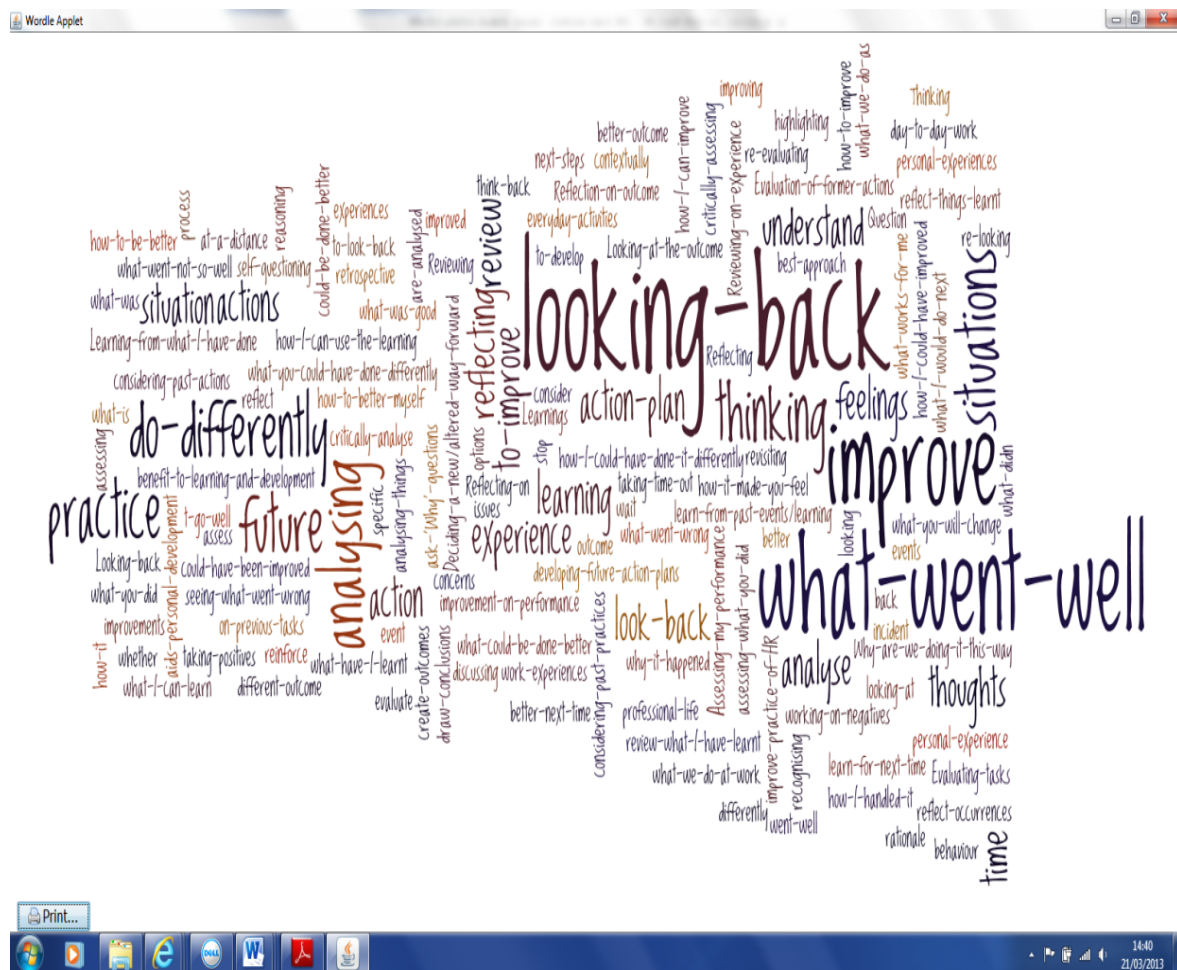 Wordle Applet
improving
Thinking
how-to-improve
what-we-do-as
better-outcome
how-I-can-improve
critically-assessing
highlighting
day-to-day-work
next-steps
contextually
Reviewing-on-experience
re-evaluating
personal-experiences
process
reasoning
could-be-done-better
think-back
Reflection-on-outcome
Evaluation-of-former-actions
reflect-things-learnt
experiences
improved
everyday-activities
understand
Question
how-to-be-better
at-a-distance
to-look-back
are-analysed
review
to-develop
Looking-at-the-outcome
best-approach
re-looking
what-went-not-so-well
self-questioning
retrospective
Reviewing
looking-back
what-works-for-me
how-I-could-have-improved
what-I-would-do-next
situations
what-was
situation
actions
what-was-good
reflecting
Learning-from-what-I-have-done
how-I-can-use-the-learning
Deciding-a-new/altered-way-forward
to-improve
Reflecting
considering-past-actions
what-you-could-have-done-differently
consider
action-plan
thinking
feelings
reflect
how-to-better-myself
Learnings
what-is
do-differently
critically-analyse
options
stop
improve
assessing
ask-'Why'-questions
how-I-could-have-done-it-differently
revisiting
what-didn
benefit-to-learning-and-development
analysing
specific
analysing-things
Reflecting-on
learning
taking-time-out
how-it-made-you-feel
looking
practice
t-go-well
future
issues
wait
learn-from-past-events/learning
what-you-will-change
assess
experience
outcome
what-went-wrong
better
events
Looking-back
aids-personal-development
could-have-been-improved
concerns
developing-future-action-plans
what-went-well
what-you-did
seeing-what-went-wrong
action
improvement-on-performance
considering-past-practices
look-back
Assessing-my-performance
assessing-what-you-did
back
improvements
on-previous-tasks
event
incident
how-it
whether
taking-positives
reinforce
what-have-I-learnt
create-outcomes
draw-conclusions
what-could-be-done-better
why-it-happened
improve-practice-of-HR
analyse
Why-are-we-doing-it-this-way
what-I-can-learn
different-outcome
evaluate
discussing
work-experiences
looking-at
thoughts
better-next-time
professional-life
working-on-negatives
review-what-I-have-learnt
recognising
personal-experience
what-we-do-at-work
learn-for-next-time
Evaluating-tasks
differently
how-I-handled-it
reflect-occurrences
went-well
rationale
behaviour
time
Print...
DELL
W
14:40
21/03/2013